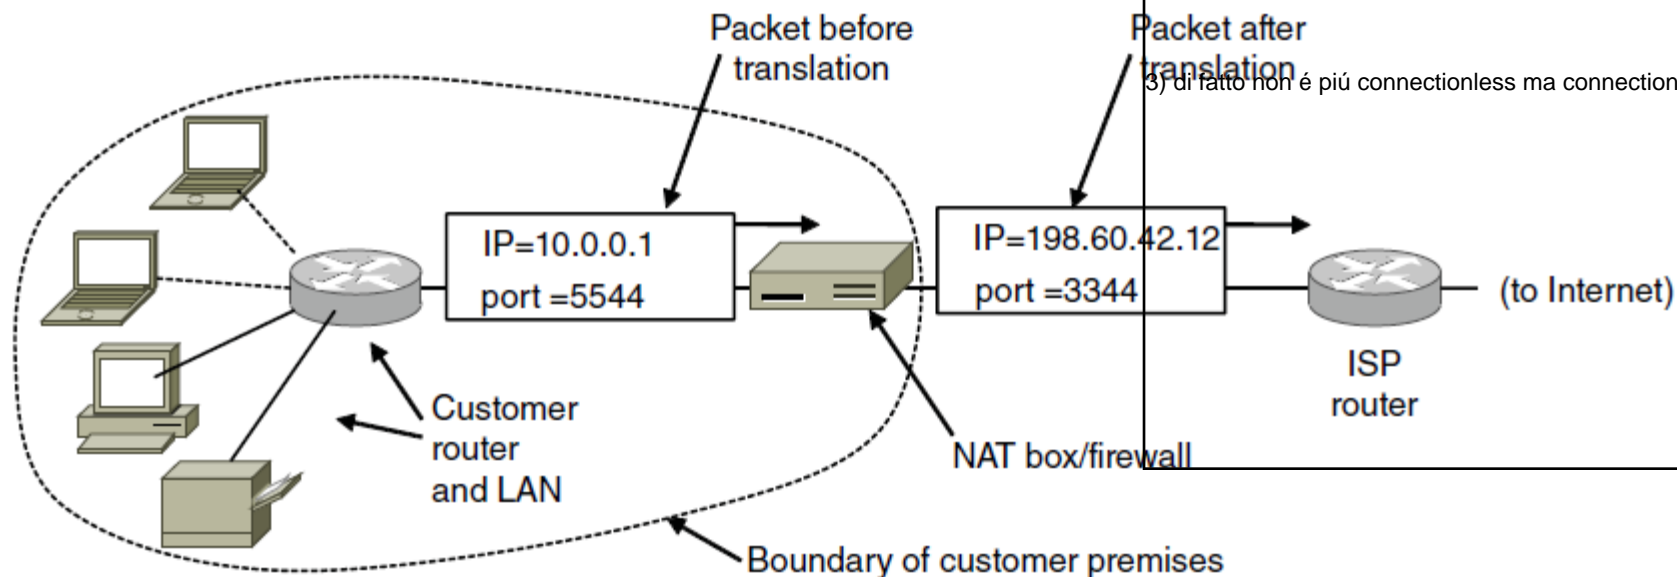 Packet before
translation
Packet after
translation
3) di fatto non é piú connectionless ma connection
IP=10.0.0.1
port =5544
IP=198.60.42.12
port =3344
(to Internet)
ISP
router
Customer
router
and LAN
NAT box/firewall
Boundary of customer premises